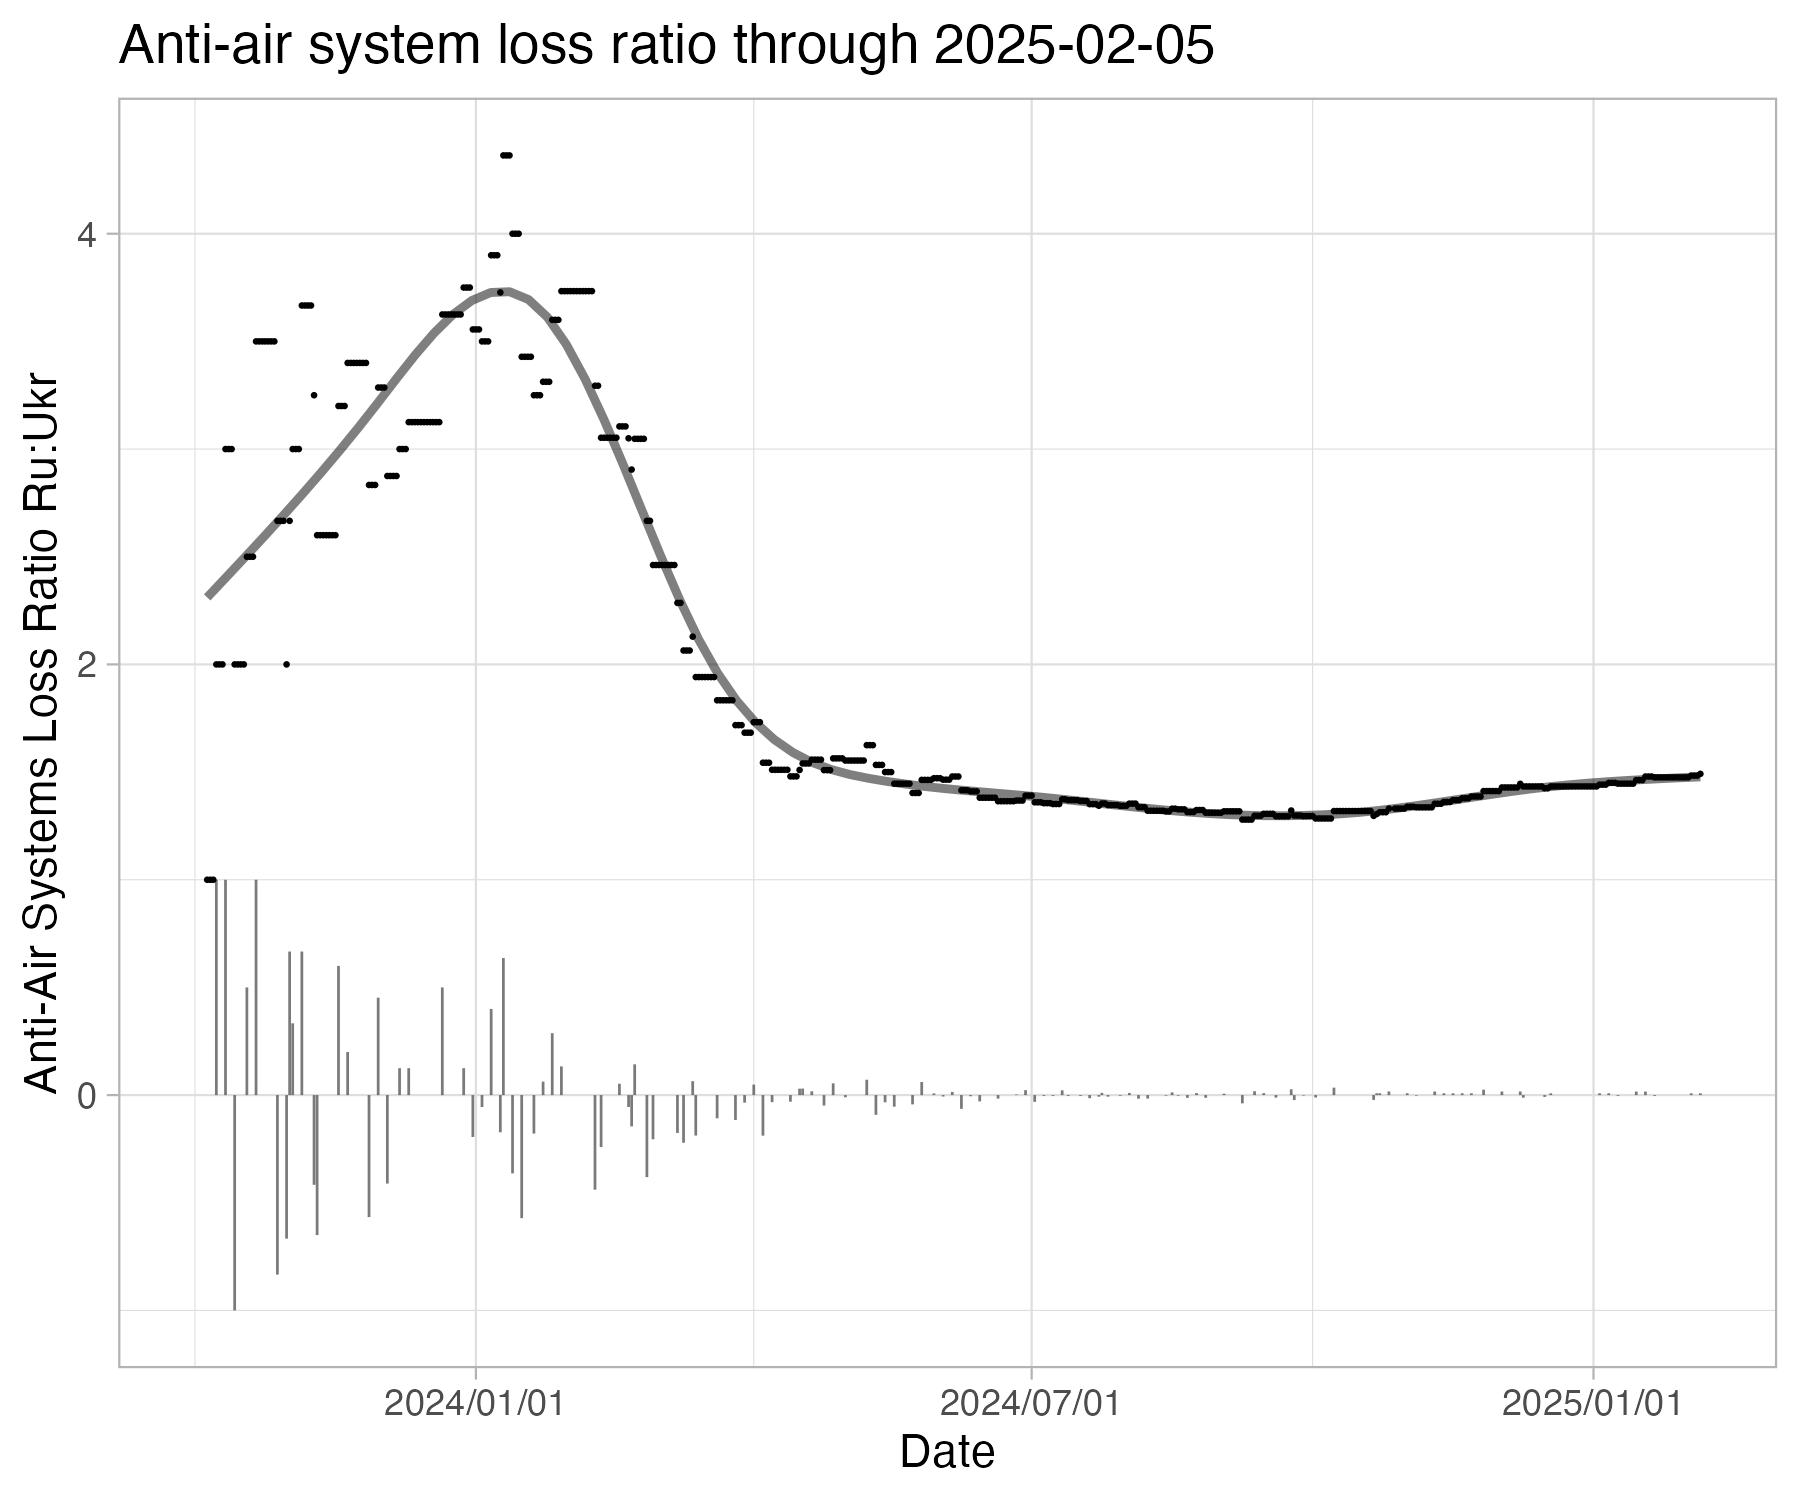 Anti-air system loss ratio through 2025-02-05
Anti-Air Systems Loss Ratio Ru:Ukr
4
2
0
2024/01/01
2024/07/01
2025/01/01
Date